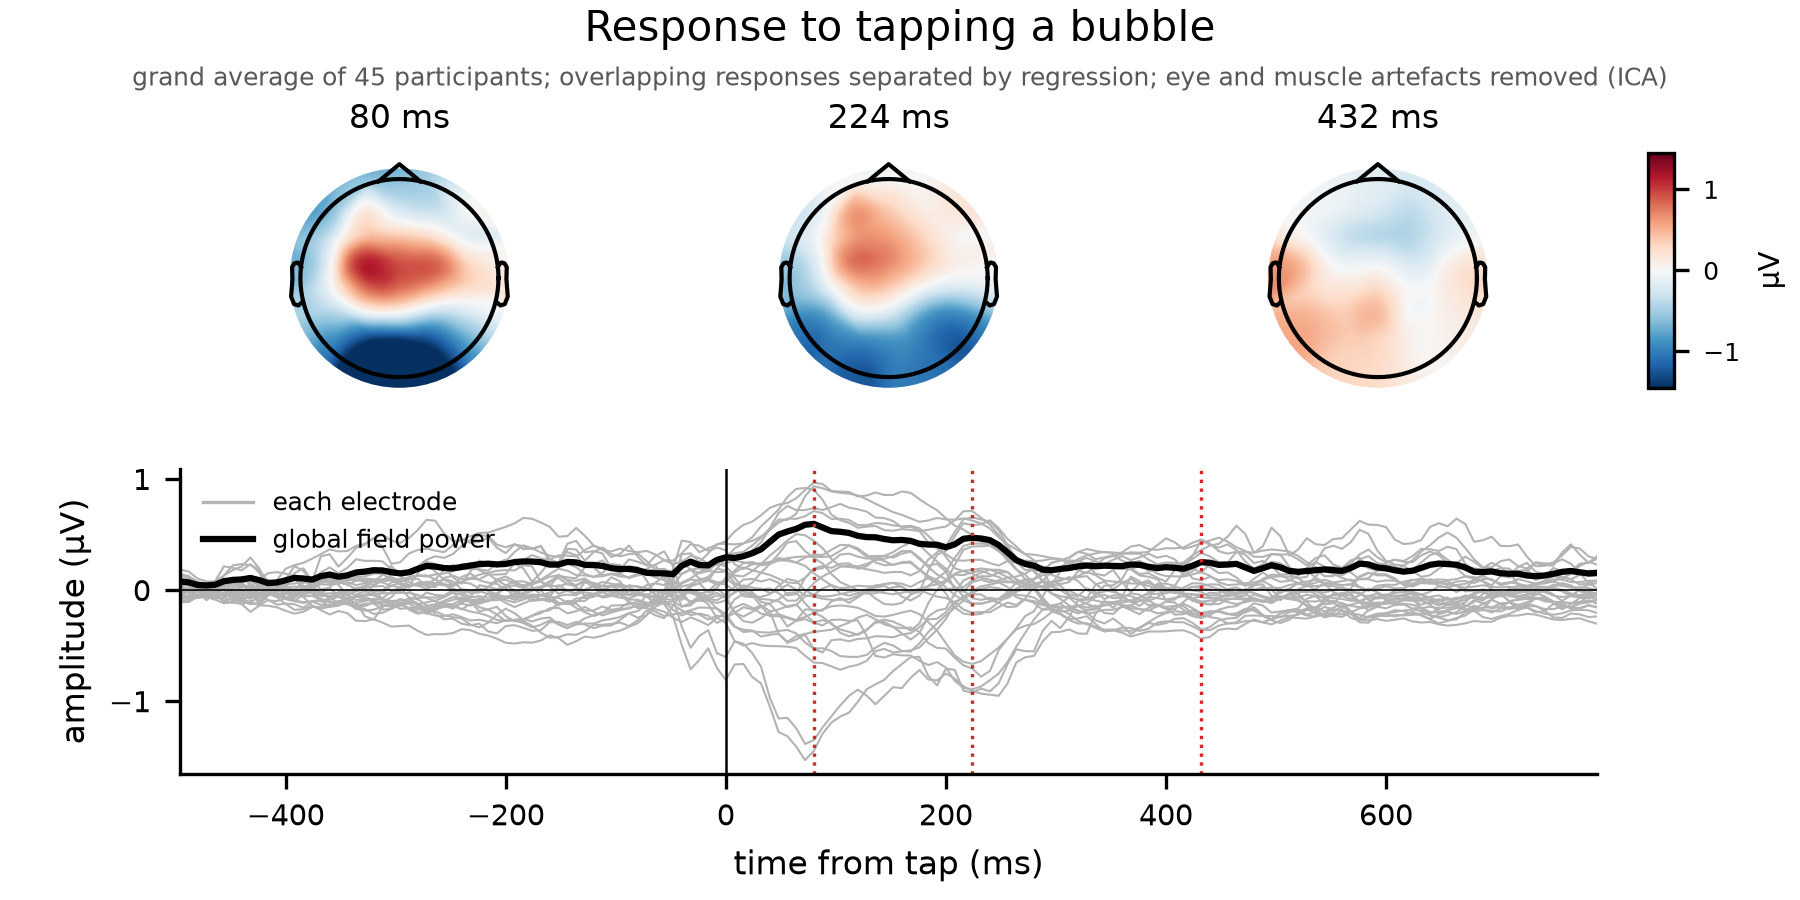 Response to tapping a bubble
grand average of 45 participants; overlapping responses separated by regression; eye and muscle artefacts removed (ICA)
80 ms
224 ms
432 ms
1
0
−1
µV
1
0
−1
amplitude (µV)
each electrode
global field power
−400
−200
0
200
400
600
time from tap (ms)